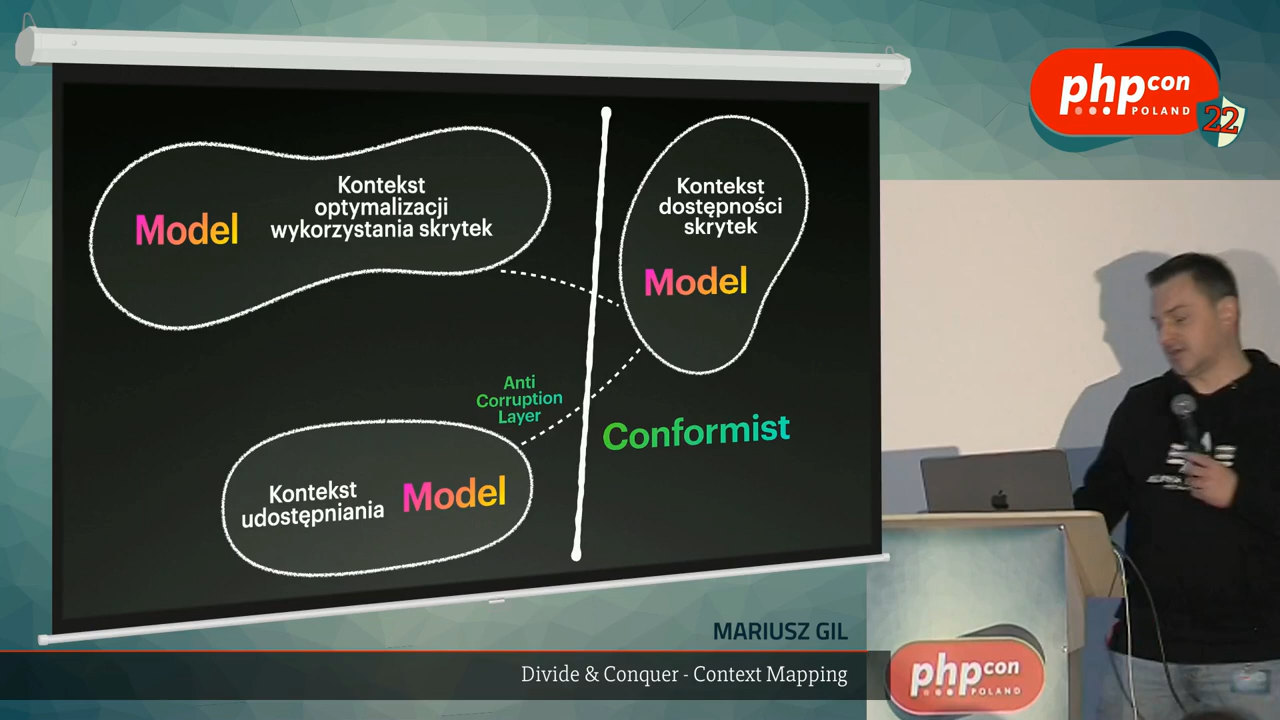 Kontekst
optymalizacji
wykorzystania skrytek
Model
Kontekst
dostępności
skrytek
Model
Anti
Corruption
Layer
Conformist
Kontekst
udostępniania
Model
phpcon
POLAND
22
MARIUSZ GIL
Divide & Conquer - Context Mapping
phpcon
POLAND